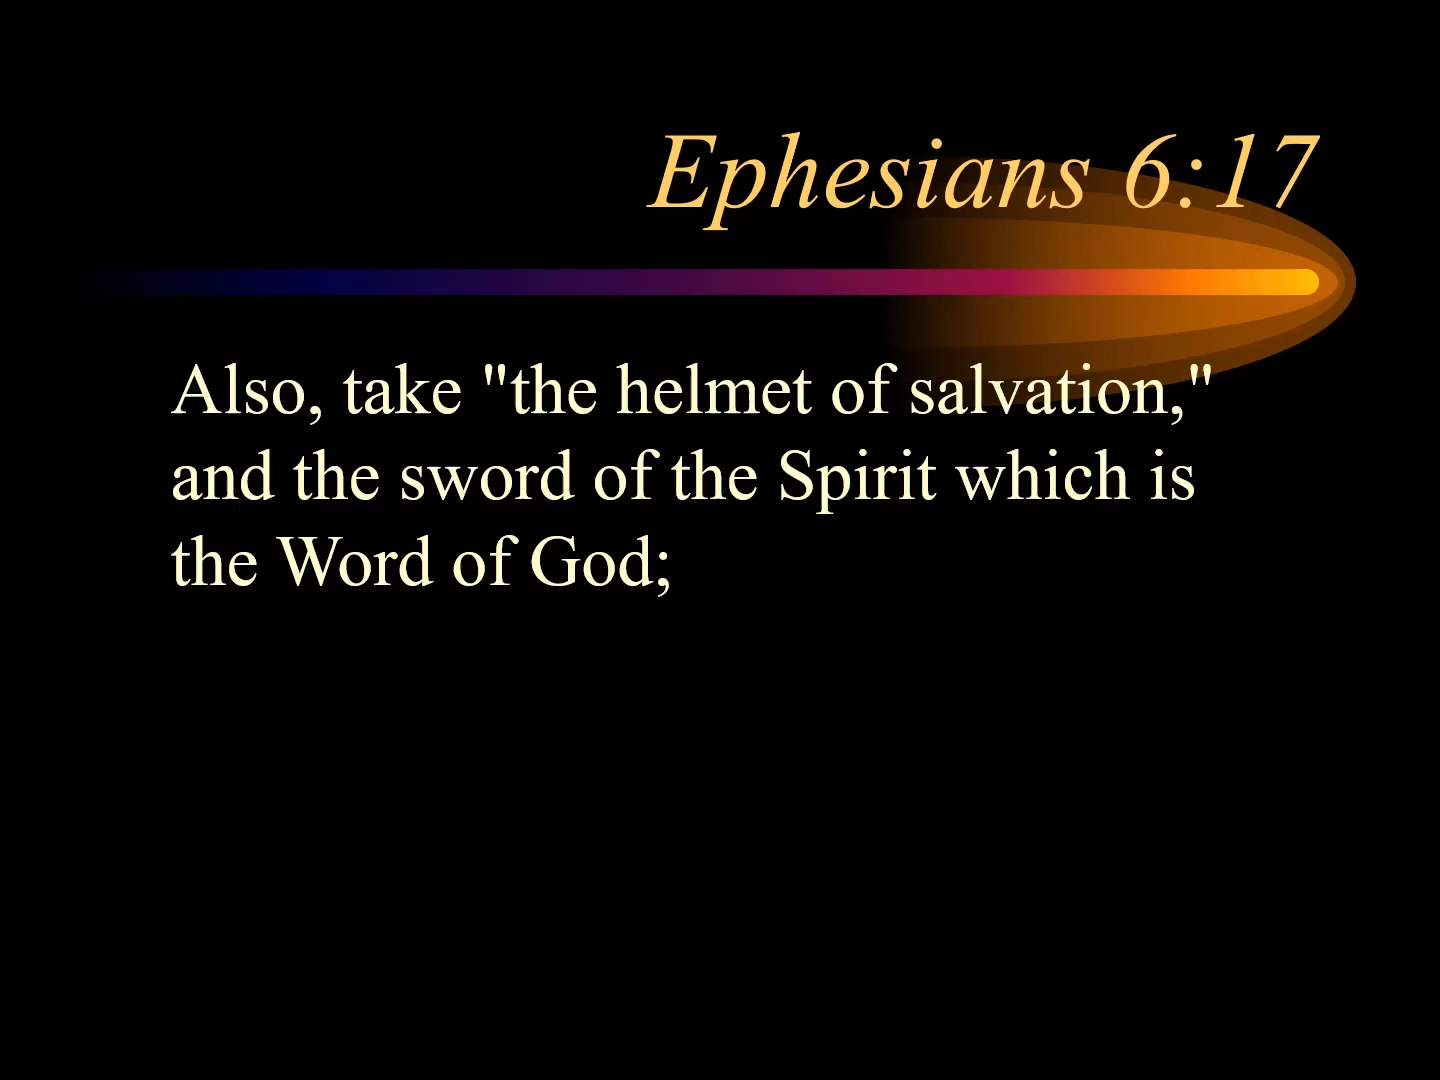 Ephesians 6:17
Also, take "the helmet of salvation,"
and the sword of the Spirit which is
the Word of God;